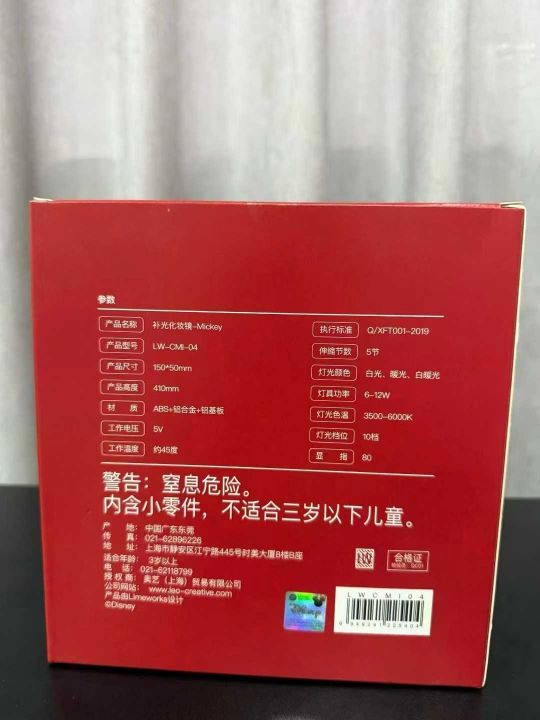 参数
产品名称 补光化妆镜-Mickey
产品型号 LW-CMI-04
产品尺寸 150*50mm
产品高度 410mm
材 质 ABS+铝合金+铝基板
工作电压 5V
工作温度 约45度
执行标准 Q/XFT001-2019
伸缩节数 5节
灯光颜色 白光、暖光、白暖光
灯具功率 6-12W
灯光色温 3500-6000K
灯光档位 10档
显 指 80
警告：窒息危险。
内含小零件，不适合三岁以下儿童。
产 地：中国广东东莞
传 真：021-62896226
地 址：上海市静安区江宁路445号时美大厦B楼B座
适合年龄：3岁以上
电 话：021-62118799
授 权 商：奥艺（上海）贸易有限公司
公司网站：www.ieo-creative.com
产品由Limeworks设计
©Disney
合格证
检验员：QC01
LWCMI04